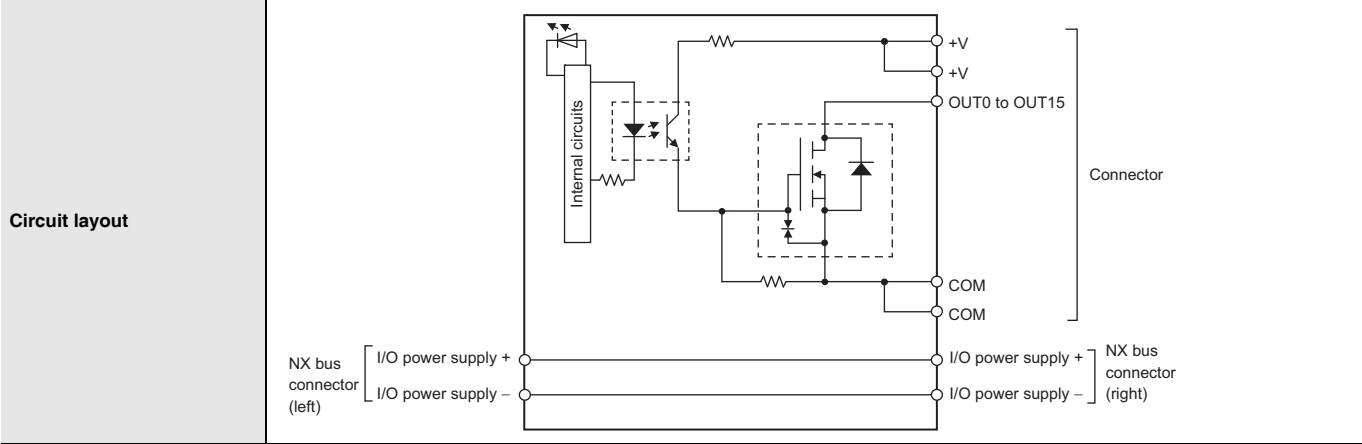 Circuit layout
Internal circuits
+V
+V
OUT0 to OUT15
Connector
COM
COM
NX bus
connector
(left)
I/O power supply +
I/O power supply –
I/O power supply +
I/O power supply –
NX bus
connector
(right)